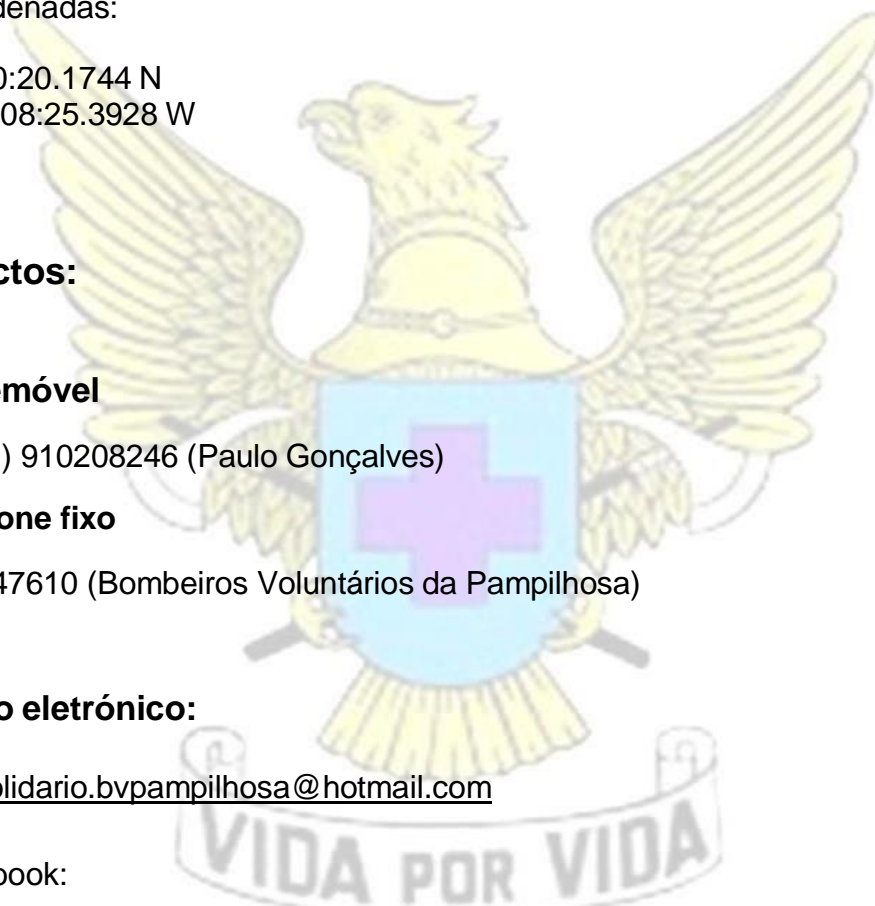 denadas:
0:20.1744 N
08:25.3928 W
ctos:
emóvel
) 910208246 (Paulo Gonçalves)
one fixo
47610 (Bombeiros Voluntários da Pampilhosa)
o eletrónico:
olidario.bvpampilhosa@hotmail.com
book:
VIDA POR VIDA